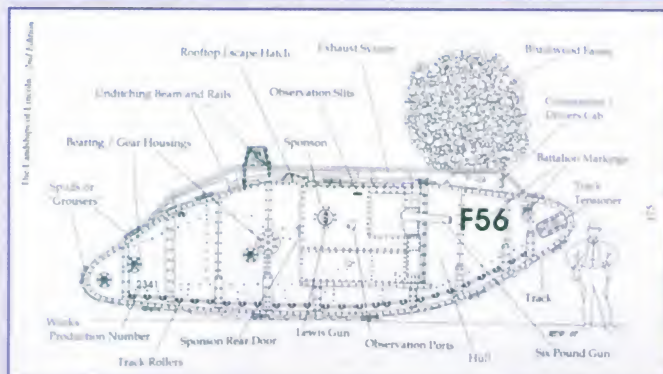 The Landships of Lincoln 2nd Edition
Rooftop Escape Hatch
Exhaust System
Brushwood Fascine
Unditching Beam and Rails
Observation Slits
Commanders /
Drivers Cab
Bearing / Gear Housings
Sponson
Battalion Markings
Spuds or
'Grousers
Track
Tensioner
F56
175
2341
Works
Production Number
Sponson Rear Door
Lewis Gun
Observation Ports
Hull
Track
Track Rollers
Six Pound Gun